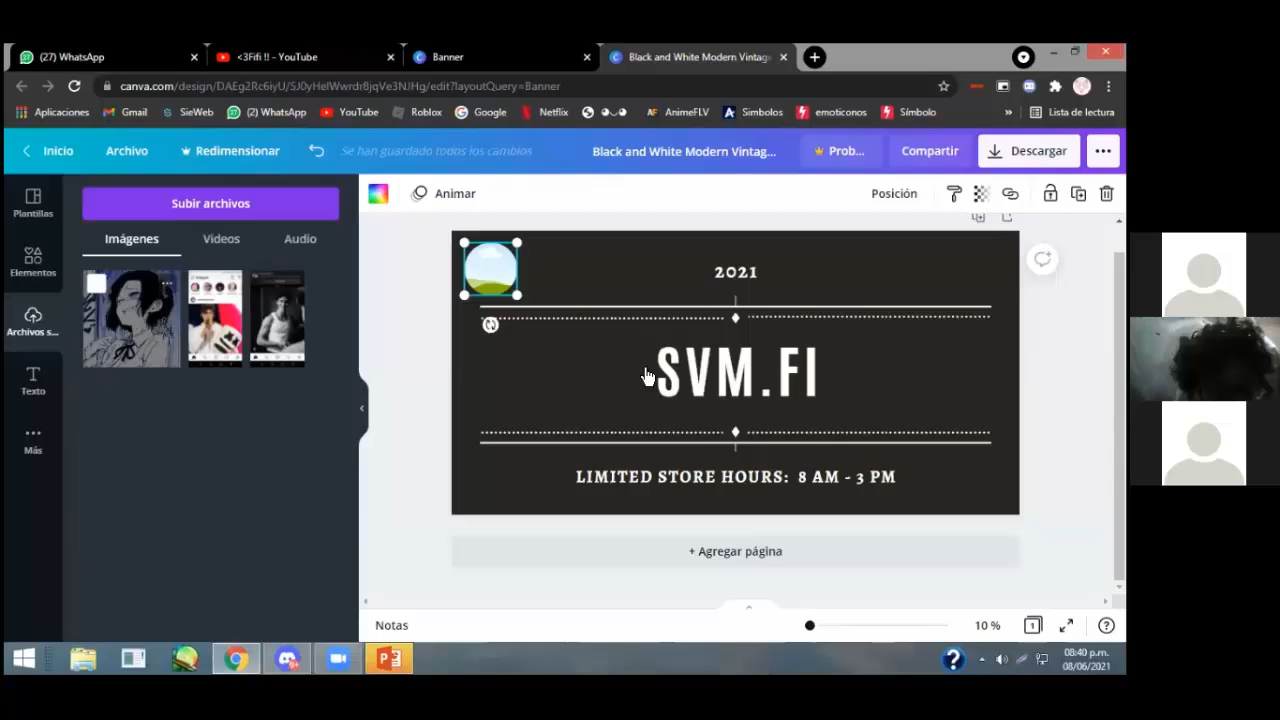 (27) WhatsApp
<3Fifi !! - YouTube
Banner
Black and White Modern Vintag
canva.com/design/DAEg2Rc6iyU/SJ0yHelWwrdr8jqVe3NJHg/edit?layoutQuery=Banner
Aplicaciones
Gmail
SieWeb
(2) WhatsApp
YouTube
Roblox
Google
Netflix
AnimeFLV
Simbolos
emoticonos
Símbolo
»
Lista de lectura
Inicio
Archivo
Redimensionar
Se han guardado todos los cambios
Black and White Modern Vintag...
Prob...
Compartir
Descargar
Plantillas
Elementos
Archivos s...
Texto
Más
Subir archivos
Imágenes
Videos
Audio
Animar
Posición
2021
SVM.FI
LIMITED STORE HOURS: 8 AM - 3 PM
+ Agregar página
Notas
10 %
1
08:40 p.m.
08/06/2021